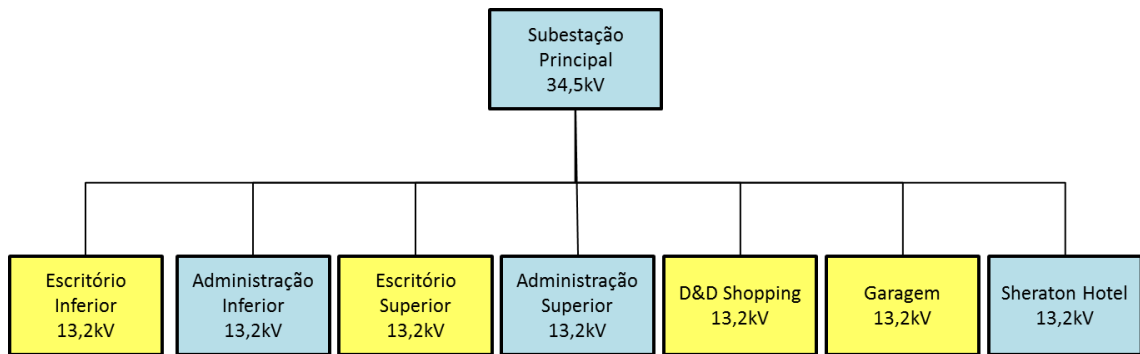 Subestação
Principal
34,5kV
Escritório
Inferior
13,2kV
Administração
Inferior
13,2kV
Escritório
Superior
13,2kV
Administração
Superior
13,2kV
D&D Shopping
13,2kV
Garagem
13,2kV
Sheraton Hotel
13,2kV